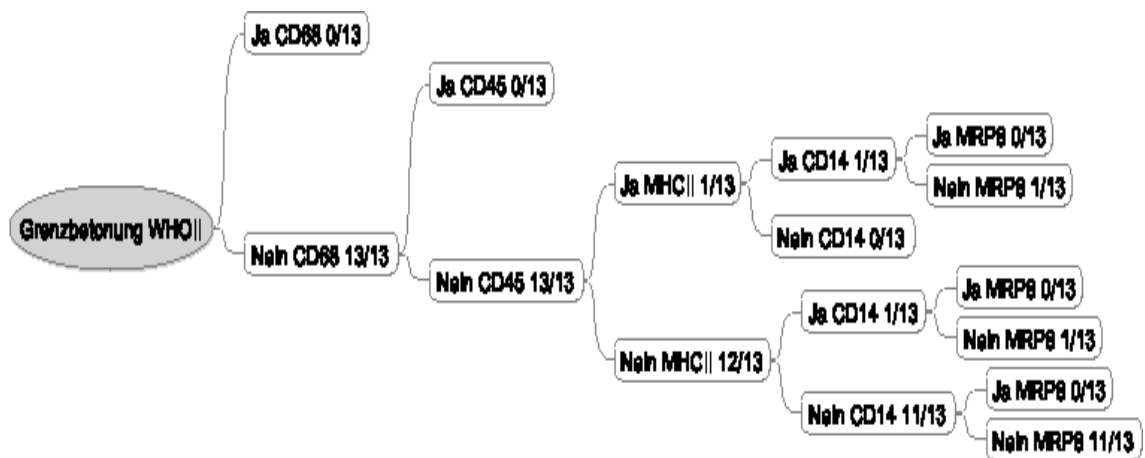 Grenzbetonung WHO II
Ja CD68 0/13
Nein CD68 13/13
Ja CD45 0/13
Nein CD45 13/13
Ja MHC II 1/13
Nein MHC II 12/13
Ja CD14 1/13
Nein CD14 0/13
Ja MRP8 0/13
Nein MRP8 1/13
Ja CD14 1/13
Nein CD14 11/13
Ja MRP8 0/13
Nein MRP8 1/13
Ja MRP8 0/13
Nein MRP8 11/13